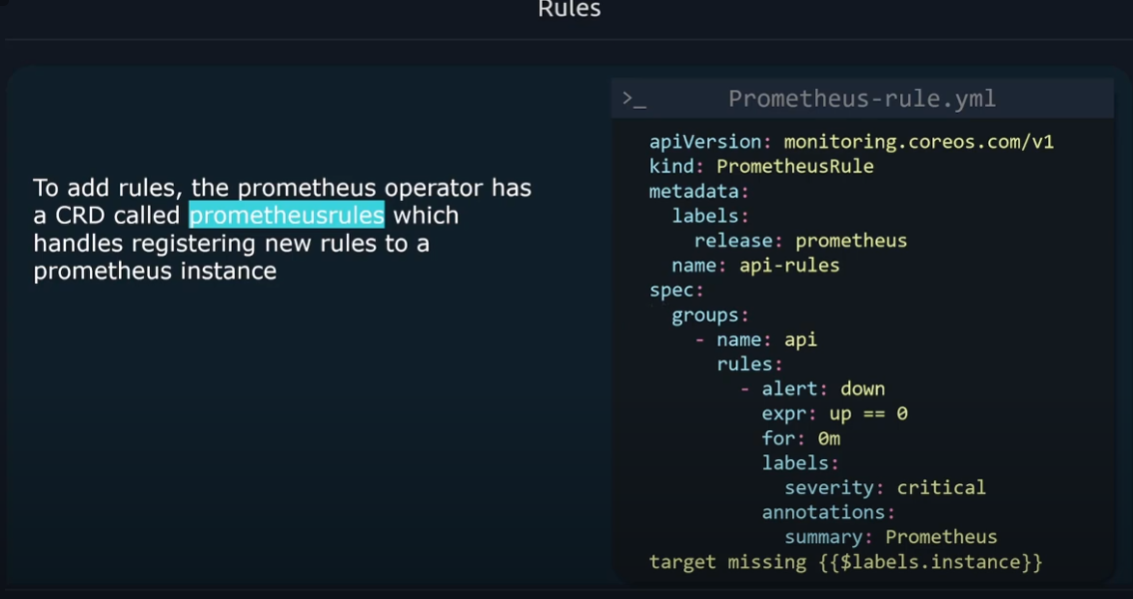 Rules
To add rules, the prometheus operator has
a CRD called prometheusrules which
handles registering new rules to a
prometheus instance
>_ Prometheus-rule.yml
apiVersion: monitoring.coreos.com/v1
kind: PrometheusRule
metadata:
  labels:
    release: prometheus
  name: api-rules
spec:
  groups:
    - name: api
      rules:
        - alert: down
          expr: up == 0
          for: 0m
          labels:
            severity: critical
          annotations:
            summary: Prometheus
target missing {{$labels.instance}}